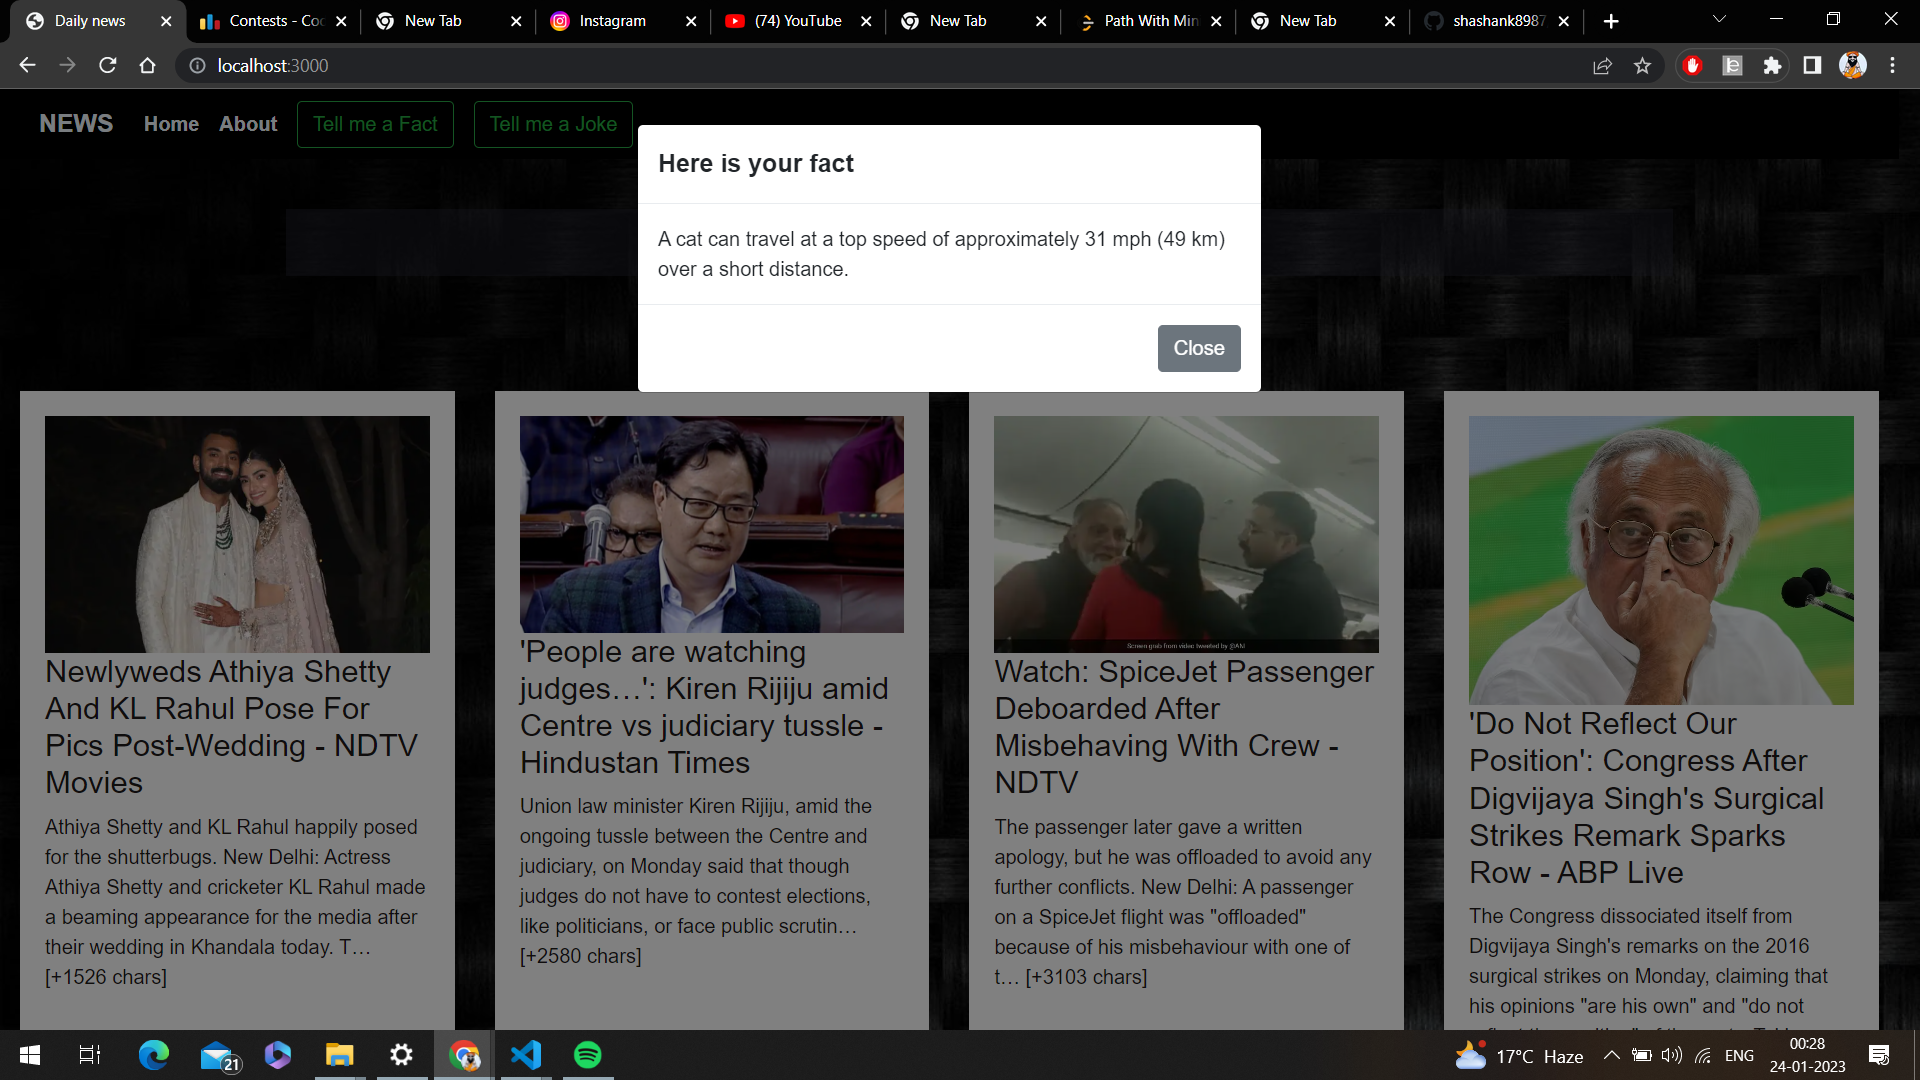 Daily news
Contests - Coc
New Tab
Instagram
(74) YouTube
New Tab
Path With Min
New Tab
shashank8987
localhost:3000
NEWS
Home
About
Tell me a Fact
Tell me a Joke
Here is your fact
A cat can travel at a top speed of approximately 31 mph (49 km)
over a short distance.
Close
Newlyweds Athiya Shetty
And KL Rahul Pose For
Pics Post-Wedding - NDTV
Movies
Athiya Shetty and KL Rahul happily posed
for the shutterbugs. New Delhi: Actress
Athiya Shetty and cricketer KL Rahul made
a beaming appearance for the media after
their wedding in Khandala today. T…
[+1526 chars]
'People are watching
judges…': Kiren Rijiju amid
Centre vs judiciary tussle -
Hindustan Times
Union law minister Kiren Rijiju, amid the
ongoing tussle between the Centre and
judiciary, on Monday said that though
judges do not have to contest elections,
like politicians, or face public scrutin…
[+2580 chars]
Screen grab from video tweeted by @AM
Watch: SpiceJet Passenger
Deboarded After
Misbehaving With Crew -
NDTV
The passenger later gave a written
apology, but he was offloaded to avoid any
further conflicts. New Delhi: A passenger
on a SpiceJet flight was "offloaded"
because of his misbehaviour with one of
t… [+3103 chars]
'Do Not Reflect Our
Position': Congress After
Digvijaya Singh's Surgical
Strikes Remark Sparks
Row - ABP Live
The Congress dissociated itself from
Digvijaya Singh's remarks on the 2016
surgical strikes on Monday, claiming that
his opinions "are his own" and "do not
21
17°C Haze
ENG
00:28
24-01-2023